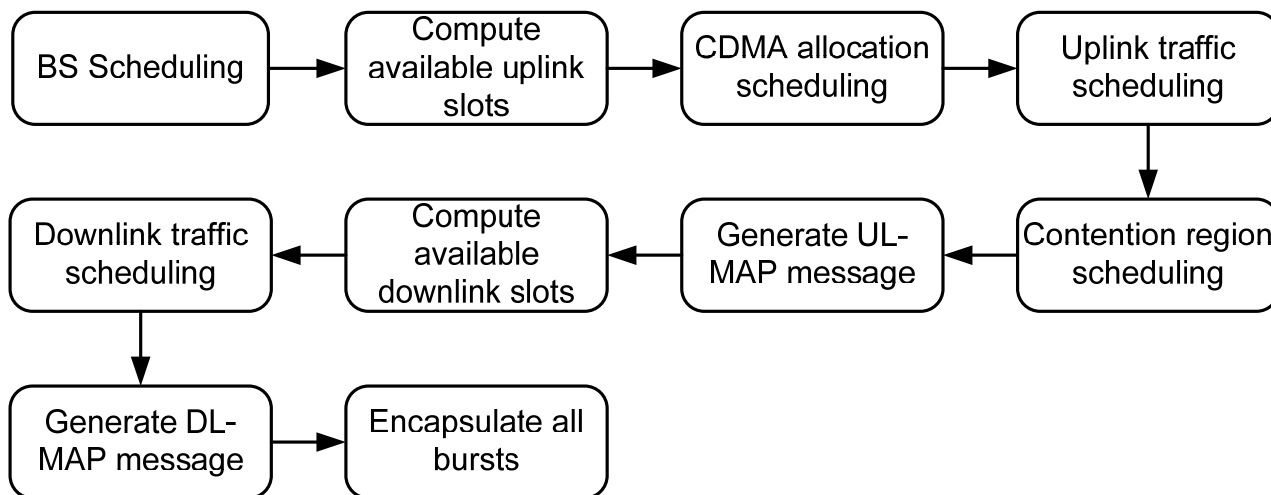 BS Scheduling
Compute
available uplink
slots
CDMA allocation
scheduling
Uplink traffic
scheduling
Contention region
scheduling
Generate UL-
MAP message
Compute
available
downlink slots
Downlink traffic
scheduling
Generate DL-
MAP message
Encapsulate all
bursts